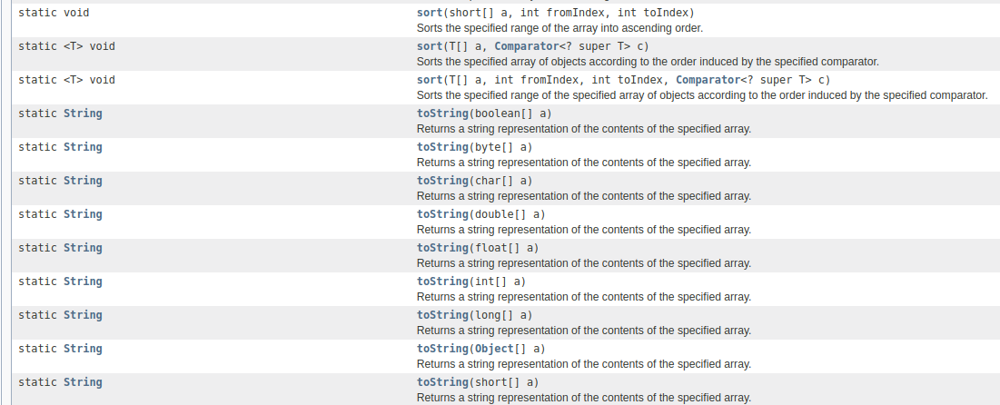 static void sort(short[] a, int fromIndex, int toIndex)
Sorts the specified range of the array into ascending order.
static <T> void sort(T[] a, Comparator<? super T> c)
Sorts the specified array of objects according to the order induced by the specified comparator.
static <T> void sort(T[] a, int fromIndex, int toIndex, Comparator<? super T> c)
Sorts the specified range of the specified array of objects according to the order induced by the specified comparator.
static String toString(boolean[] a)
Returns a string representation of the contents of the specified array.
static String toString(byte[] a)
Returns a string representation of the contents of the specified array.
static String toString(char[] a)
Returns a string representation of the contents of the specified array.
static String toString(double[] a)
Returns a string representation of the contents of the specified array.
static String toString(float[] a)
Returns a string representation of the contents of the specified array.
static String toString(int[] a)
Returns a string representation of the contents of the specified array.
static String toString(long[] a)
Returns a string representation of the contents of the specified array.
static String toString(Object[] a)
Returns a string representation of the contents of the specified array.
static String toString(short[] a)
Returns a string representation of the contents of the specified array.